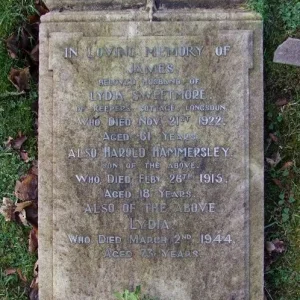 In Loving Memory of
James
Beloved Husband of
Lydia
Who Died Nov 21st 1922
Aged 61 Years.
Also Harold Hammersley
Son of the Above
Who Died Feby 26th 1915,
Aged 18 Years.
Also of the Above
Lydia
Who Died March 2nd 1944
Aged Years.